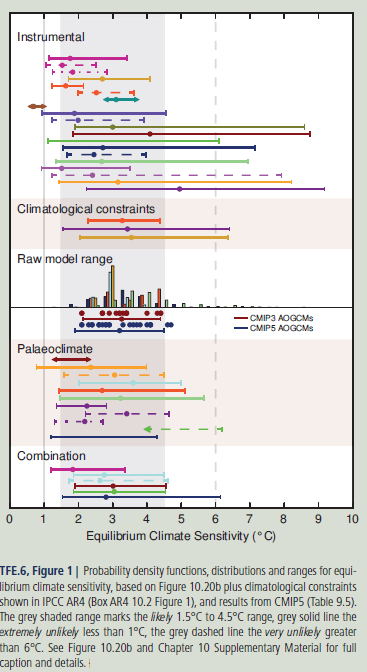 Instrumental
Climatological constraints
Raw model range
CMIP3 AOGCMs
CMIP5 AOGCMs
Palaeoclimate
Combination
0 1 2 3 4 5 6 7 8 9 10
Equilibrium Climate Sensitivity (°C)
TFE.6, Figure 1 | Probability density functions, distributions and ranges for equi-
librium climate sensitivity, based on Figure 10.20b plus climatological constraints
shown in IPCC AR4 (Box AR4 10.2 Figure 1), and results from CMIP5 (Table 9.5).
The grey shaded range marks the likely 1.5°C to 4.5°C range, grey solid line the
extremely unlikely less than 1°C, the grey dashed line the very unlikely greater
than 6°C. See Figure 10.20b and Chapter 10 Supplementary Material for full
caption and details.